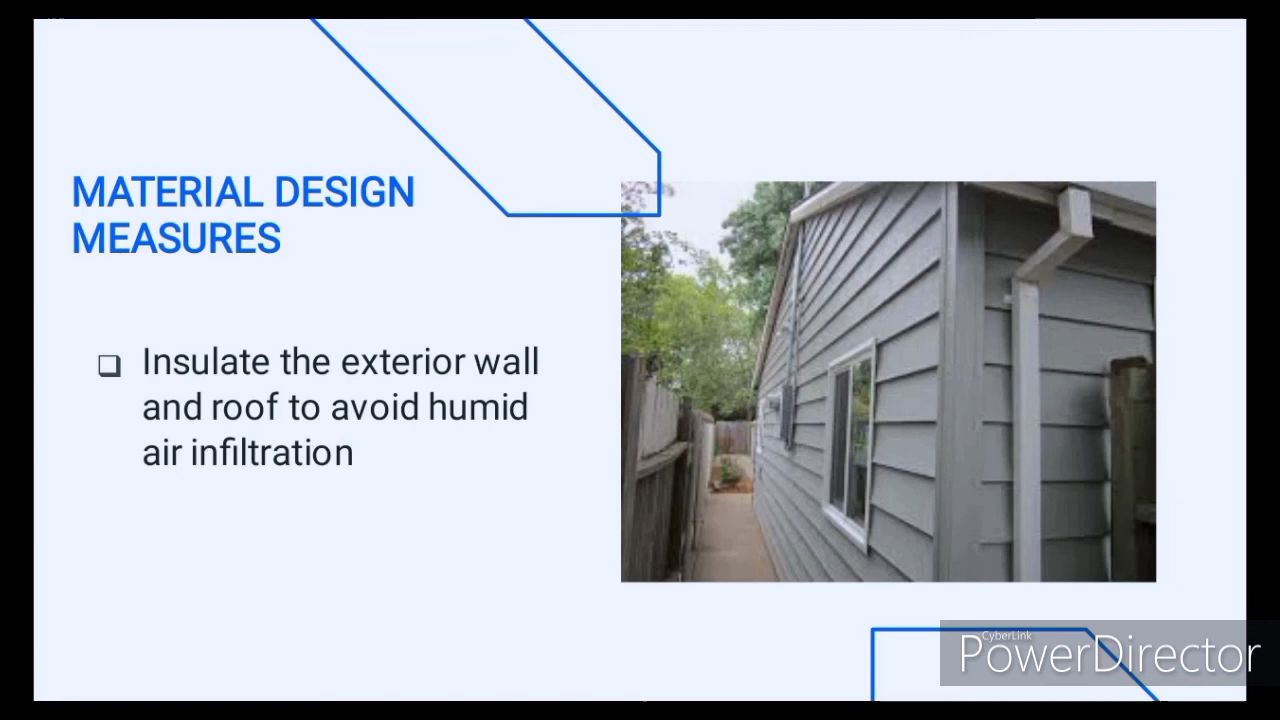 MATERIAL DESIGN
MEASURES
❑ Insulate the exterior wall
and roof to avoid humid
air infiltration
CyberLink
PowerDirector